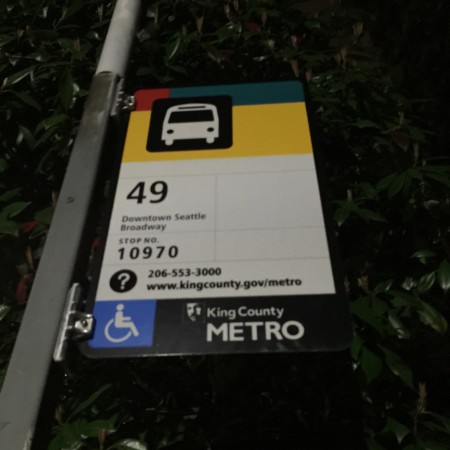 49
Downtown Seattle
Broadway
STOP NO.
10970
? 206-553-3000
www.kingcounty.gov/metro
King County
METRO